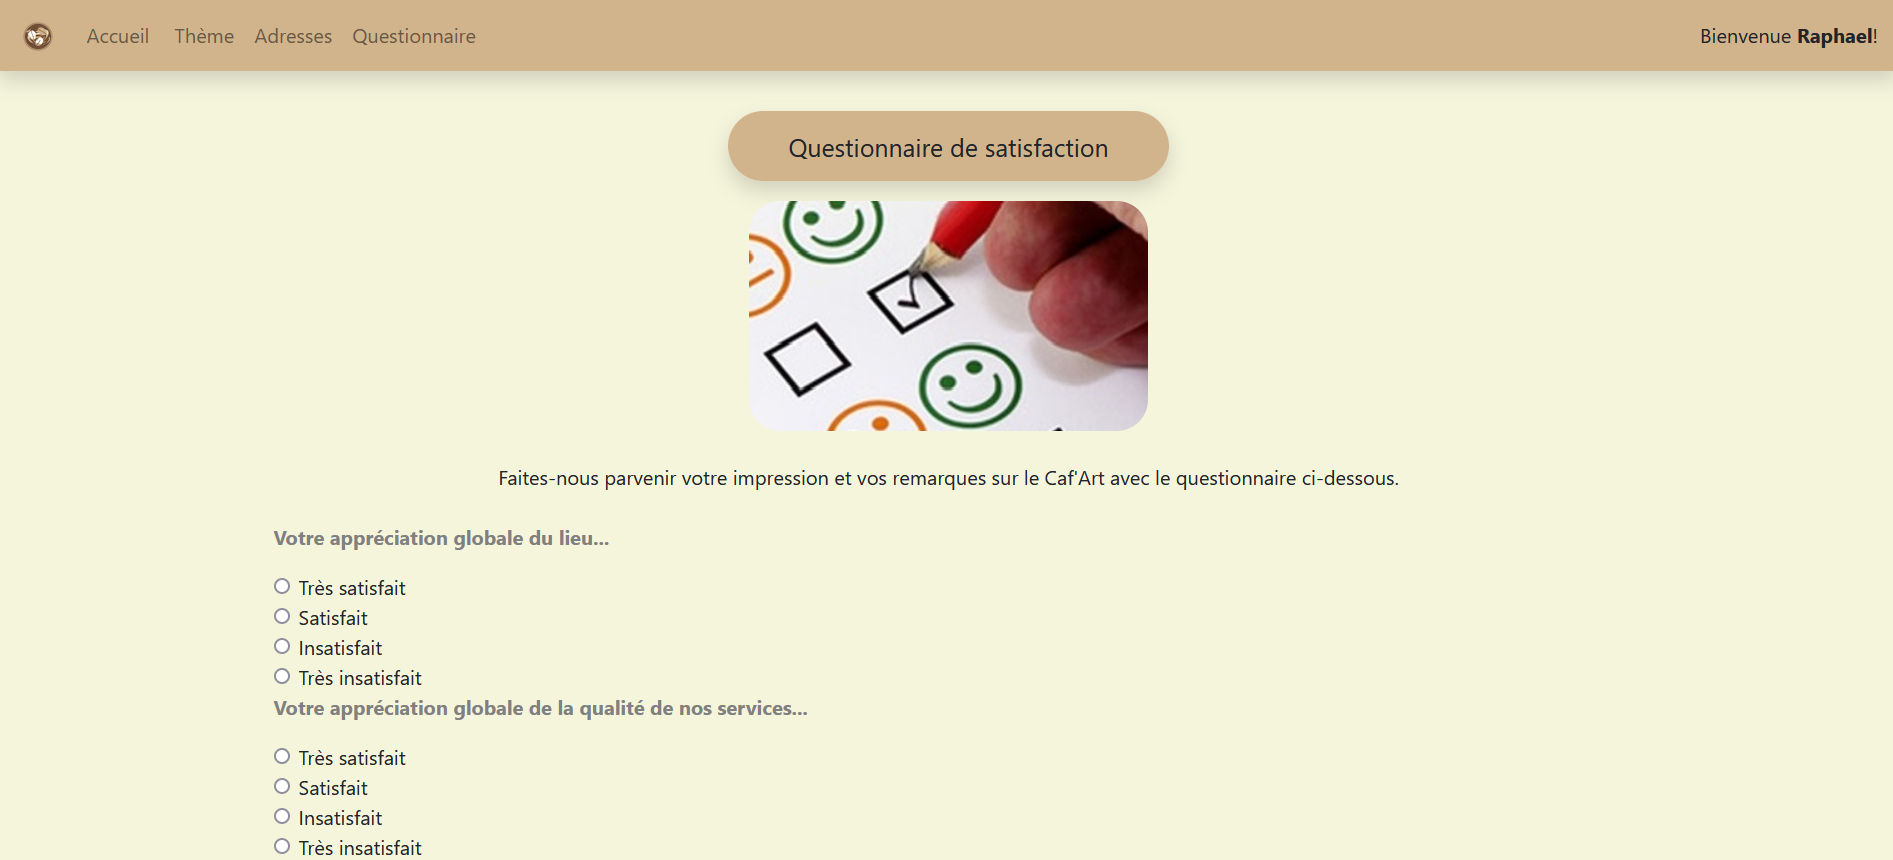 Accueil Thème Adresses Questionnaire Bienvenue Raphael!
Questionnaire de satisfaction
Faites-nous parvenir votre impression et vos remarques sur le Caf'Art avec le questionnaire ci-dessous.
Votre appréciation globale du lieu...
Très satisfait
Satisfait
Insatisfait
Très insatisfait
Votre appréciation globale de la qualité de nos services...
Très satisfait
Satisfait
Insatisfait
Très insatisfait